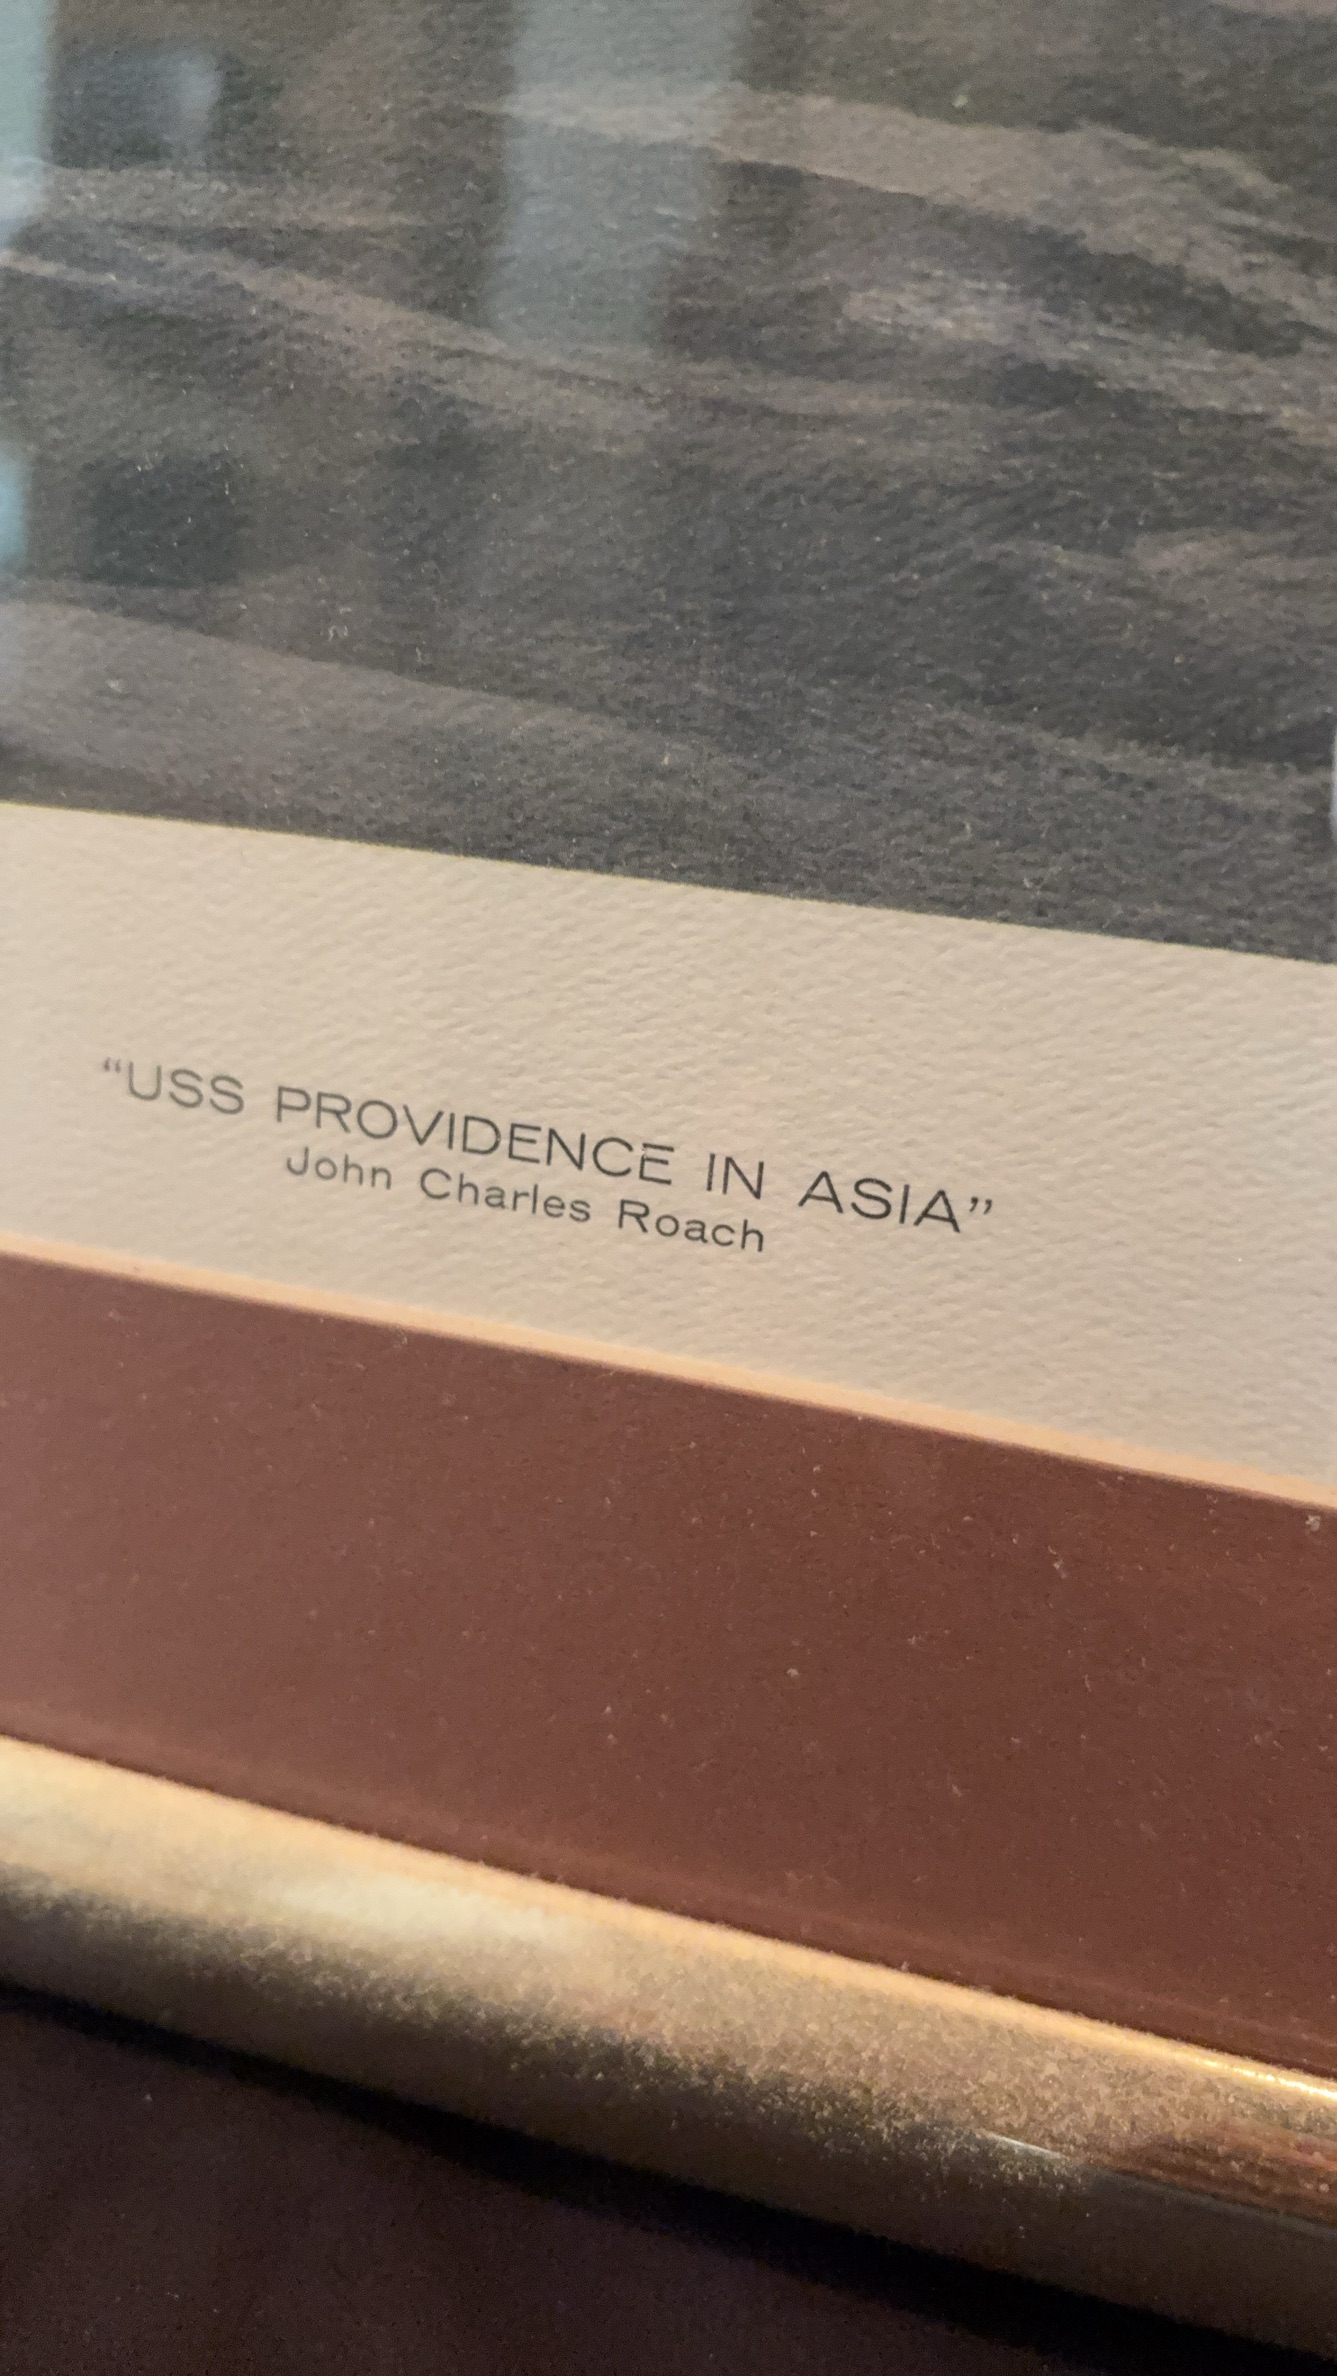 “USS PROVIDENCE IN ASIA”
John Charles Roach